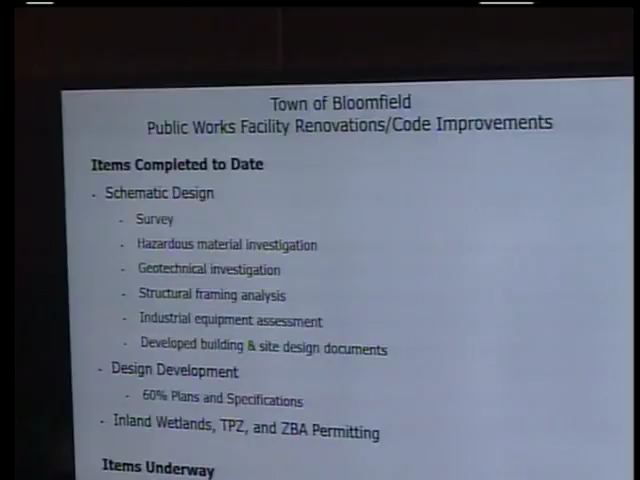 Town of Bloomfield
Public Works Facility Renovations/Code Improvements
Items Completed to Date
- Schematic Design
- Survey
- Hazardous material investigation
- Geotechnical investigation
- Structural framing analysis
- Industrial equipment assessment
- Developed building & site design documents
- Design Development
- 60% Plans and Specifications
- Inland Wetlands, TPZ, and ZBA Permitting
Items Underway